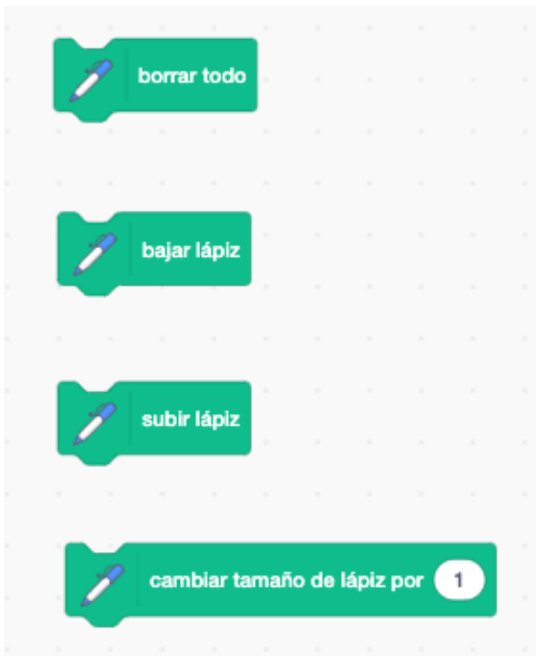 borrar todo
bajar lápiz
subir lápiz
cambiar tamaño de lápiz por 1